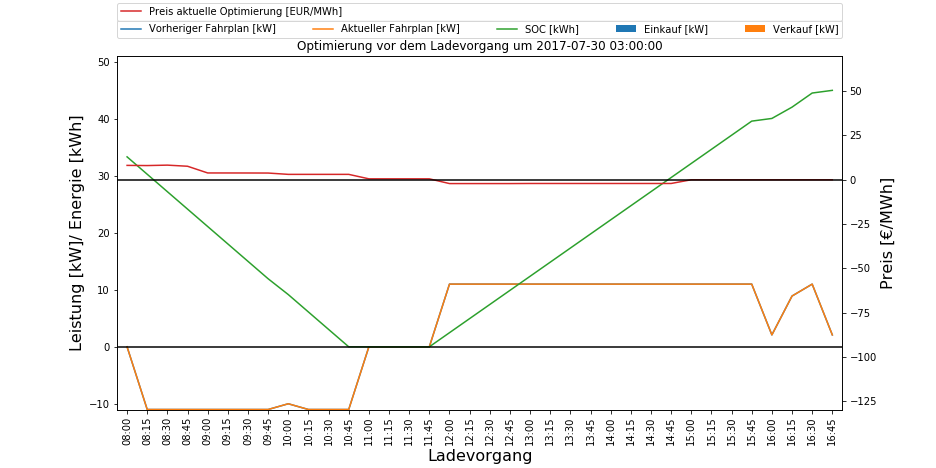 Preis aktuelle Optimierung [EUR/MWh]
Vorheriger Fahrplan [kW] Aktueller Fahrplan [kW] SOC [kWh] Einkauf [kW] Verkauf [kW]
Optimierung vor dem Ladevorgang um 2017-07-30 03:00:00
Leistung [kW]/ Energie [kWh]
50
40
30
20
10
0
−10
Preis [€/MWh]
50
25
0
−25
−50
−75
−100
−125
08:00 08:15 08:30 08:45 09:00 09:15 09:30 09:45 10:00 10:15 10:30 10:45 11:00 11:15 11:30 11:45 12:00 12:15 12:30 12:45 13:00 13:15 13:30 13:45 14:00 14:15 14:30 14:45 15:00 15:15 15:30 15:45 16:00 16:15 16:30 16:45
Ladevorgang